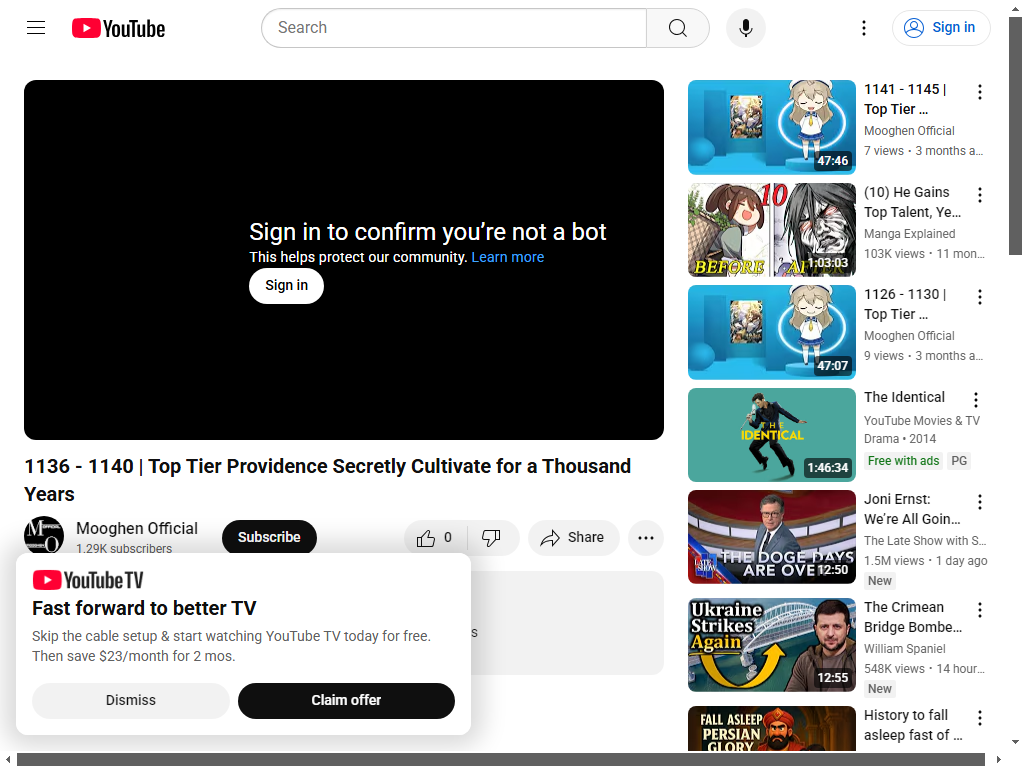 YouTube
Search
Sign in
Sign in to confirm you’re not a bot
This helps protect our community. Learn more
Sign in
1136 - 1140 | Top Tier Providence Secretly Cultivate for a Thousand
Years
Mooghen Official
1.29K subscribers
Subscribe
0
Share
s
YouTube TV
Fast forward to better TV
Skip the cable setup & start watching YouTube TV today for free.
Then save $23/month for 2 mos.
Dismiss
Claim offer
47:46
1141 - 1145 |
Top Tier ...
Mooghen Official
7 views • 3 months a...
10
BEFORE
AFTER
1:03:03
(10) He Gains
Top Talent, Ye...
Manga Explained
103K views • 11 mon...
47:07
1126 - 1130 |
Top Tier ...
Mooghen Official
9 views • 3 months a...
THE
IDENTICAL
1:46:34
The Identical
YouTube Movies & TV
Drama • 2014
Free with ads
PG
LATE SHOW
THE DOGE DAYS
ARE OVE
12:50
Joni Ernst:
We’re All Goin...
The Late Show with S...
1.5M views • 1 day ago
New
Ukraine
Strikes
Again
12:55
The Crimean
Bridge Bombe...
William Spaniel
548K views • 14 hour...
New
FALL ASLEEP
PERSIAN
GLORY
History to fall
asleep fast of ...